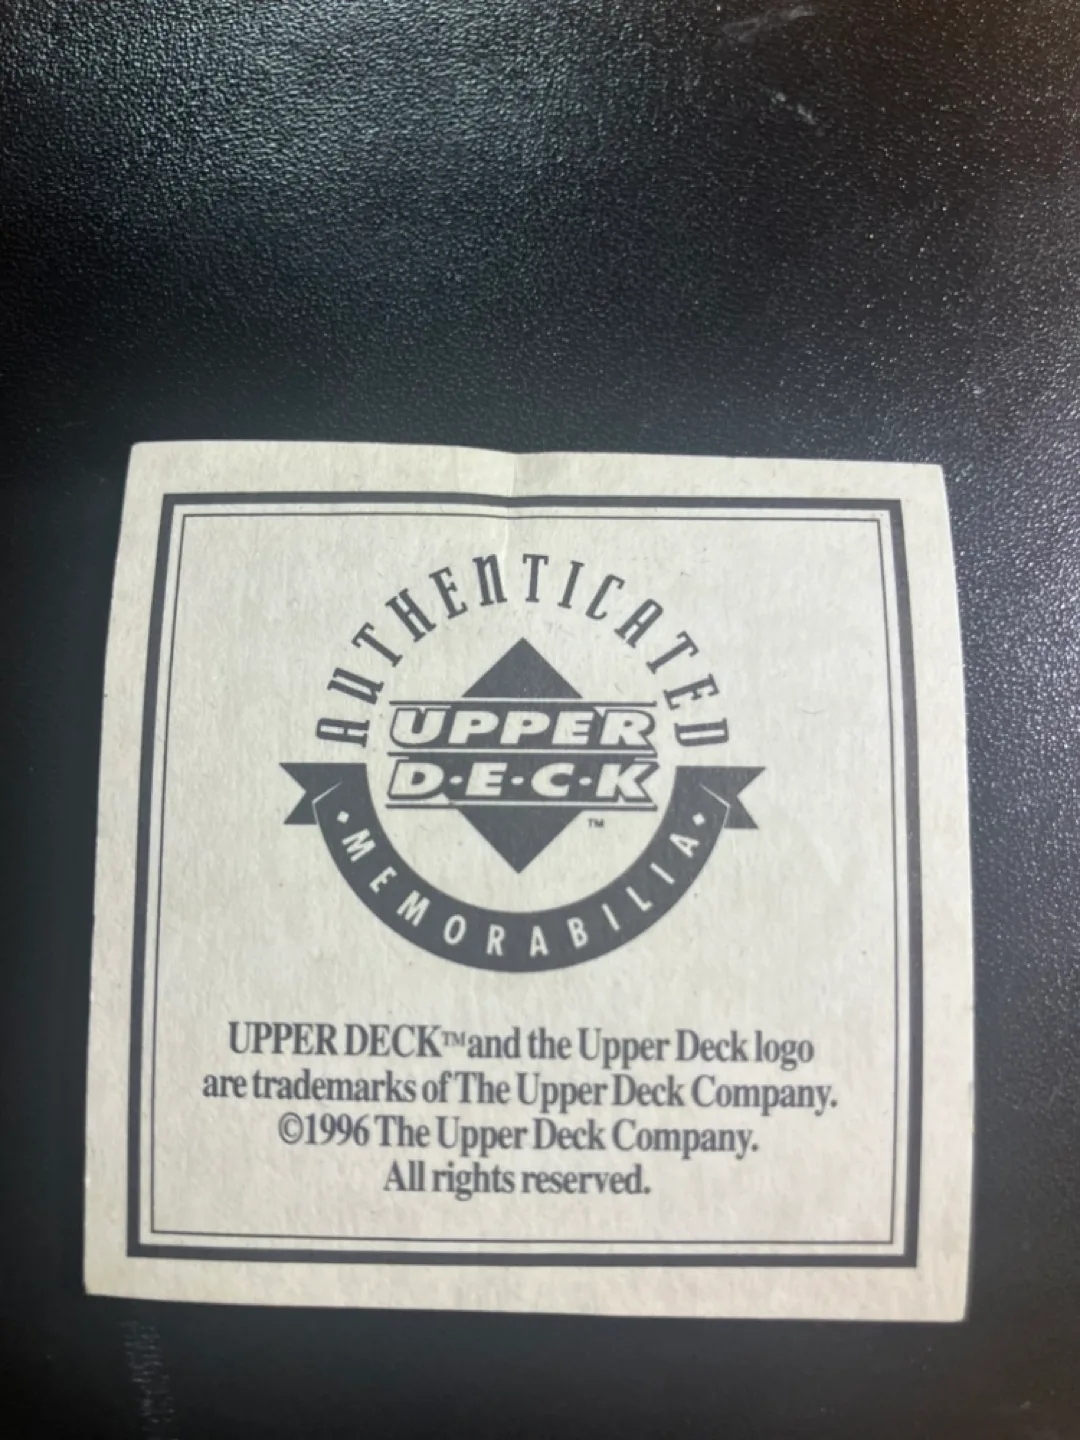 AUTHENTICATED
UPPER
D·E·C·K
™
MEMORABILIA
UPPER DECK™ and the Upper Deck logo
are trademarks of The Upper Deck Company.
©1996 The Upper Deck Company.
All rights reserved.